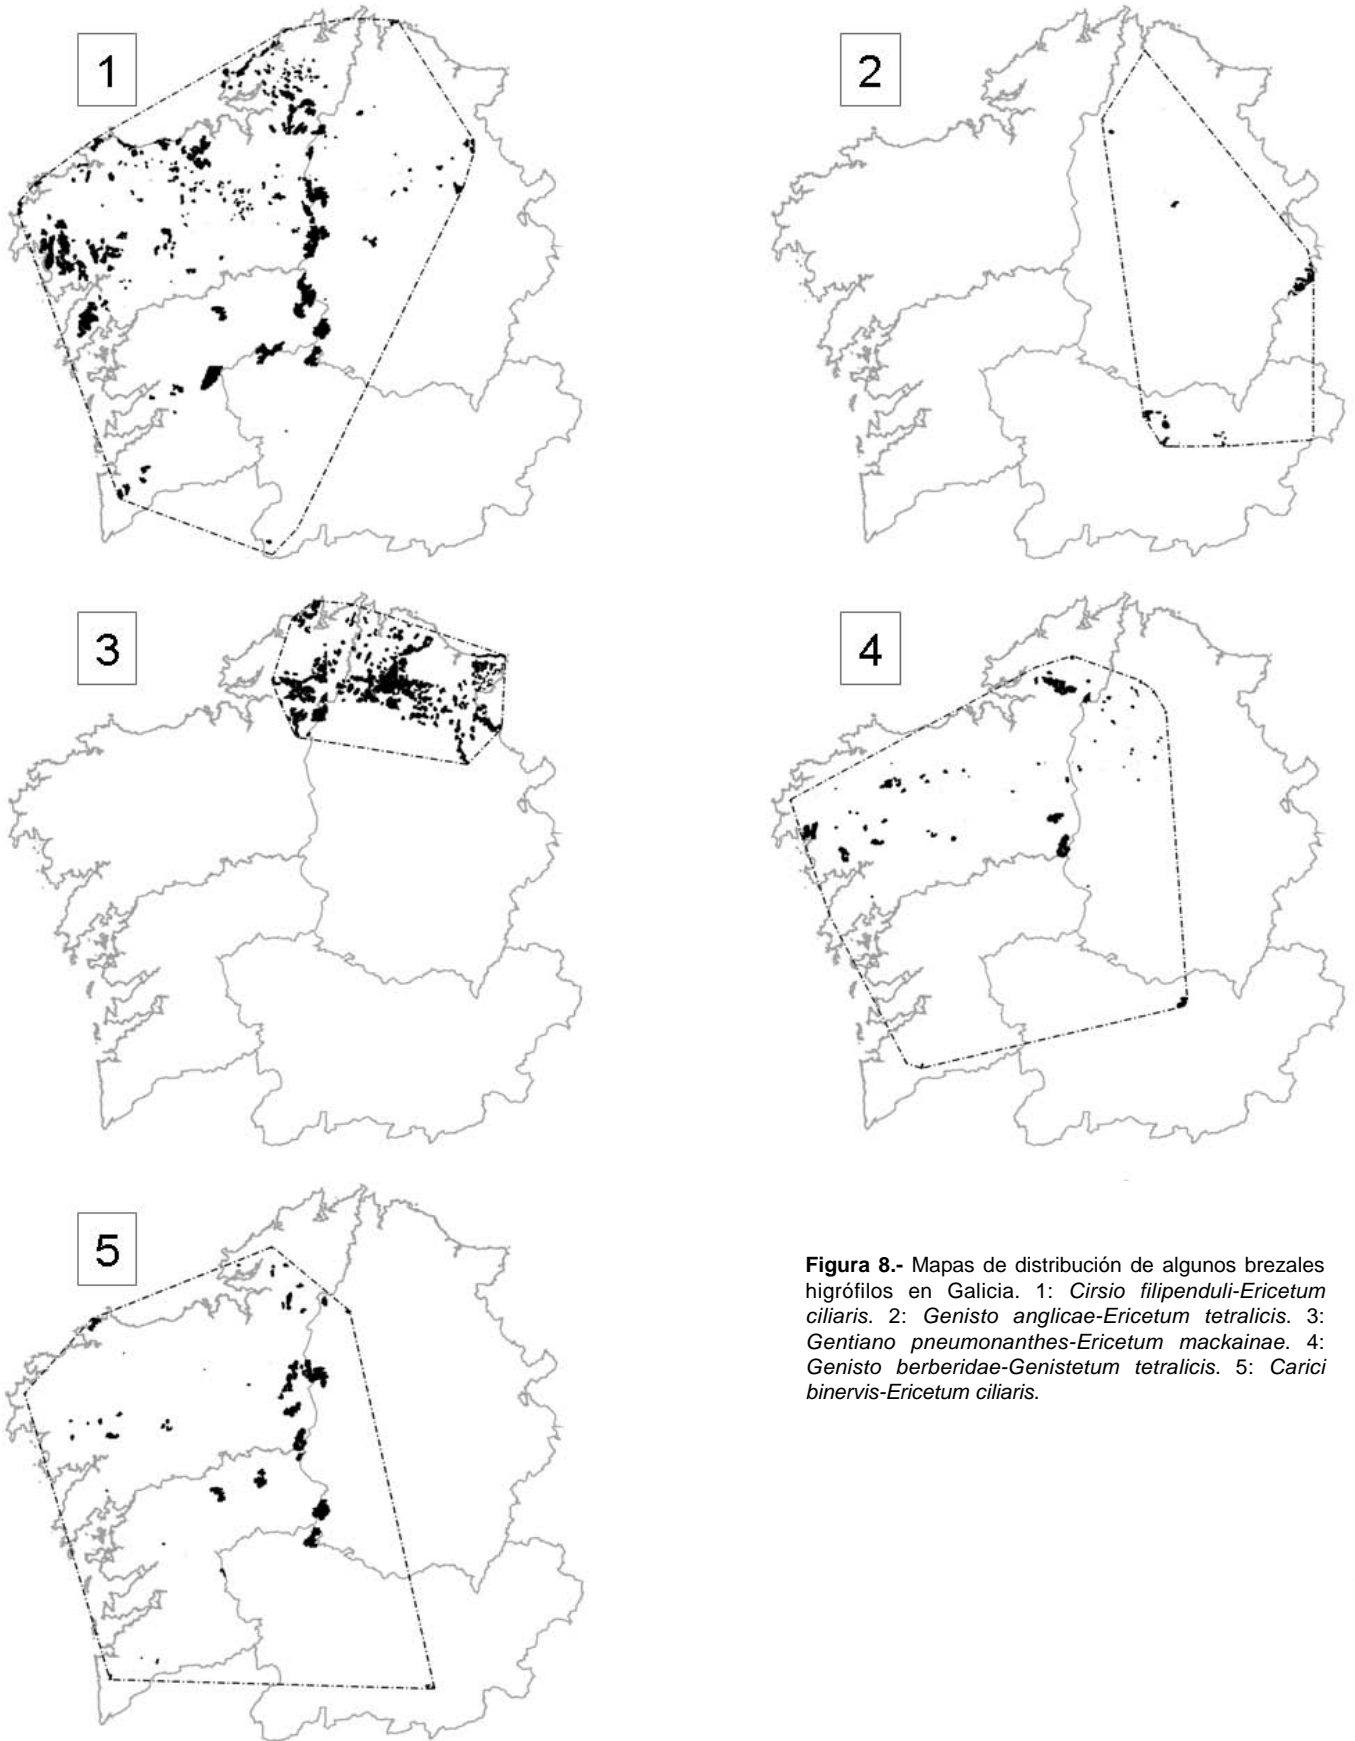 1
2
3
4
5
Figura 8.- Mapas de distribución de algunos brezales
higrófilos en Galicia. 1: Cirsio filipenduli-Ericetum
ciliaris. 2: Genisto anglicae-Ericetum tetralicis. 3:
Gentiano pneumonanthes-Ericetum mackainae. 4:
Genisto berberidae-Genistetum tetralicis. 5: Carici
binervis-Ericetum ciliaris.